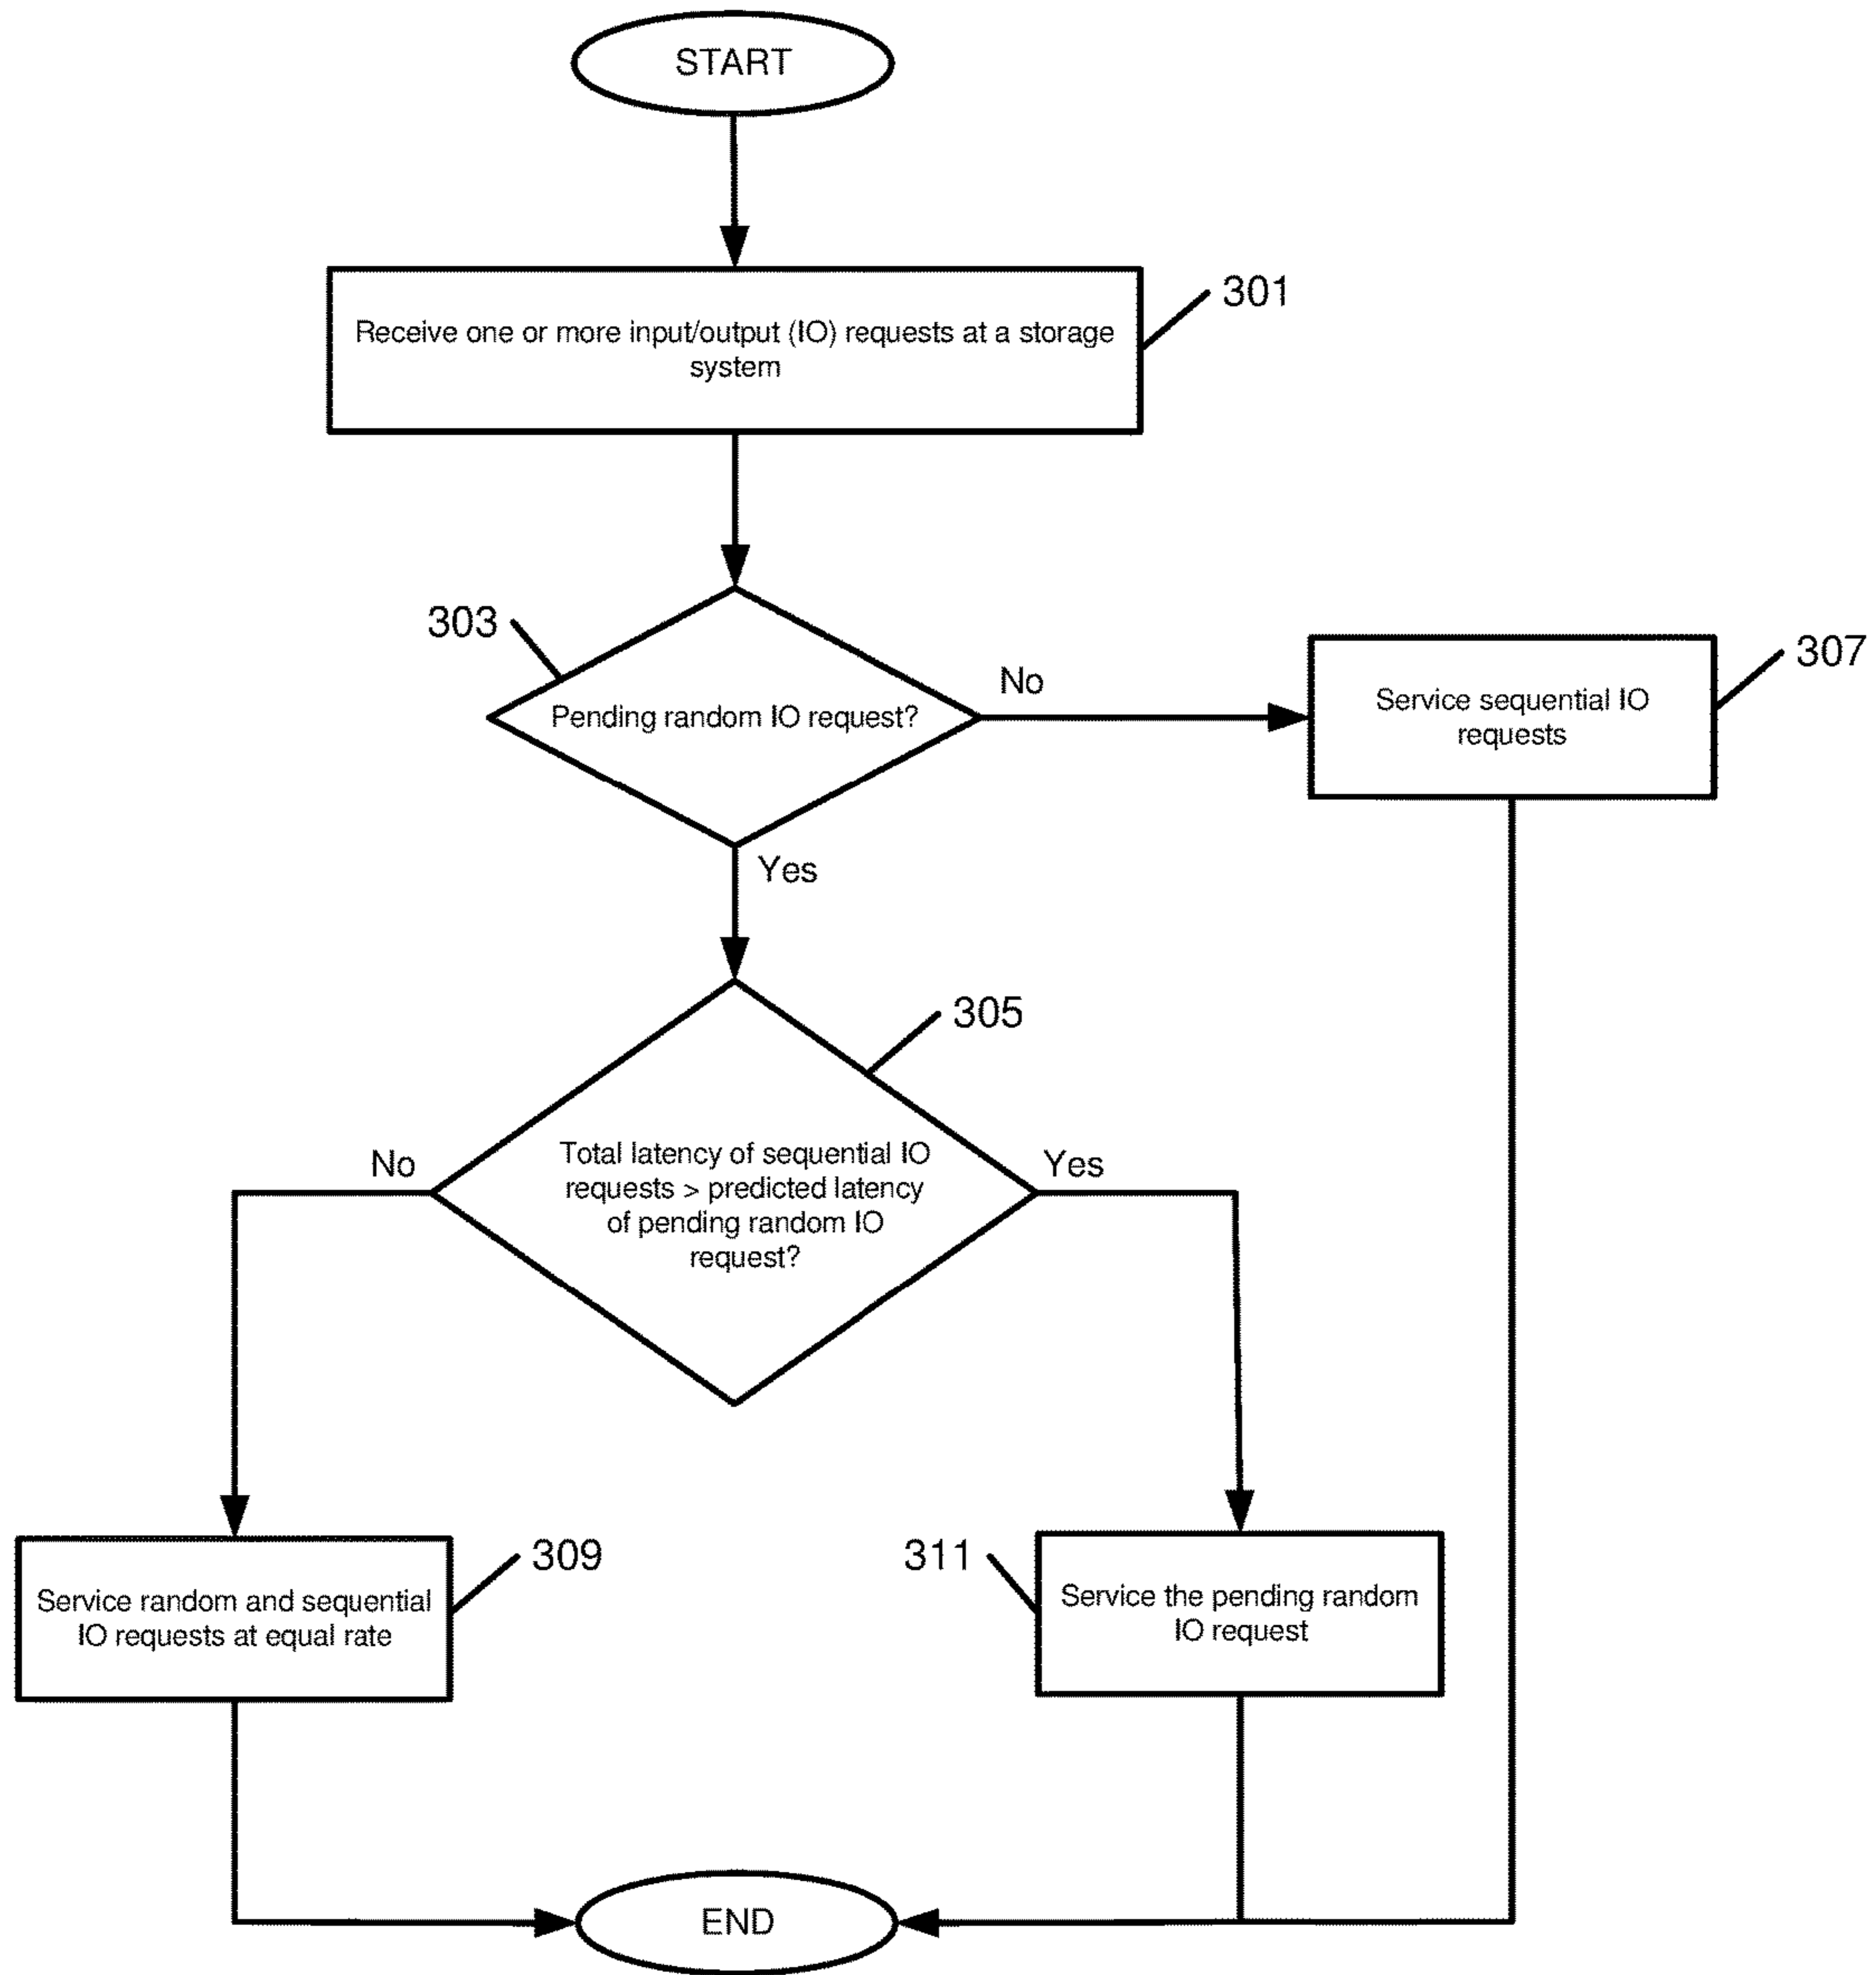 START
301
Receive one or more input/output (IO) requests at a storage
system
303
Pending random IO request?
No
307
Service sequential IO
requests
Yes
305
Total latency of sequential IO
requests > predicted latency
of pending random IO
request?
No
Yes
309
Service random and sequential
IO requests at equal rate
311
Service the pending random
IO request
END